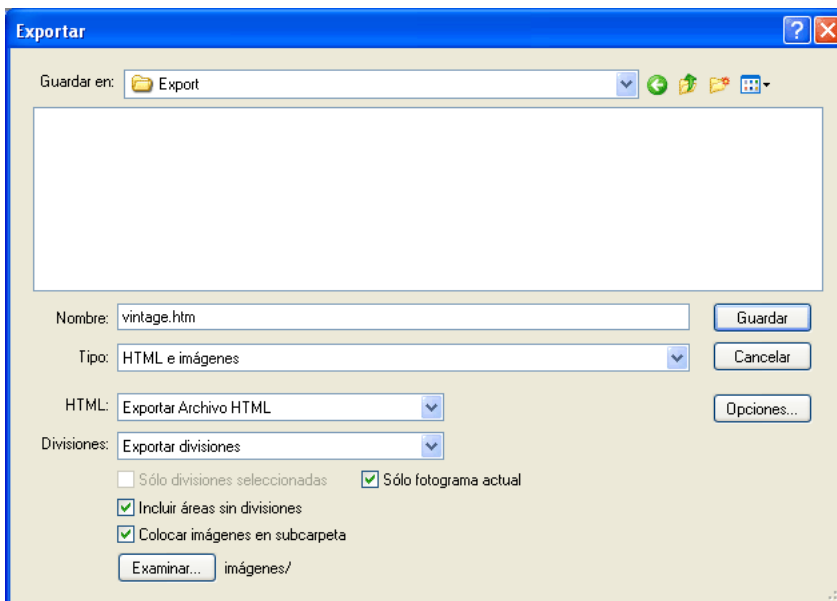 Exportar
Guardar en: Export
Nombre: vintage.htm Guardar
Tipo: HTML e imágenes Cancelar
HTML: Exportar Archivo HTML Opciones...
Divisiones: Exportar divisiones
Sólo divisiones seleccionadas Sólo fotograma actual
Incluir áreas sin divisiones
Colocar imágenes en subcarpeta
Examinar... imágenes/